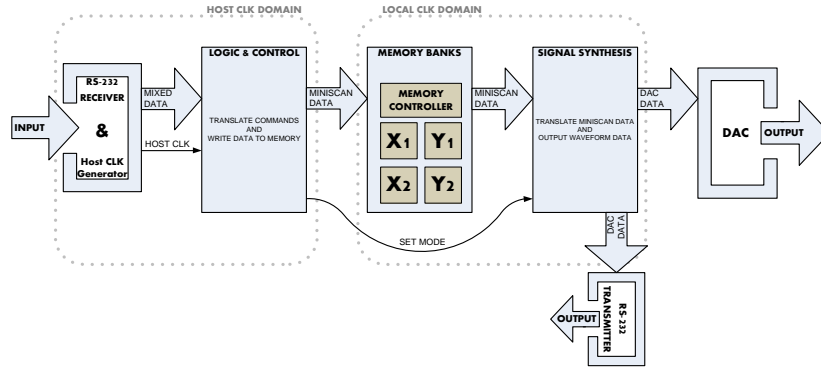 HOST CLK DOMAIN
LOCAL CLK DOMAIN
INPUT
RS-232
RECEIVER
&
Host CLK
Generator
MIXED
DATA
HOST CLK
LOGIC & CONTROL
TRANSLATE COMMANDS
AND
WRITE DATA TO MEMORY
MINISCAN
DATA
MEMORY BANKS
MEMORY
CONTROLLER
X1
Y1
X2
Y2
MINISCAN
DATA
SIGNAL SYNTHESIS
TRANSLATE MINISCAN DATA
AND
OUTPUT WAVEFORM DATA
DAC
DATA
DAC
OUTPUT
SET MODE
DAC
DATA
RS-232
TRANSMITTER
OUTPUT